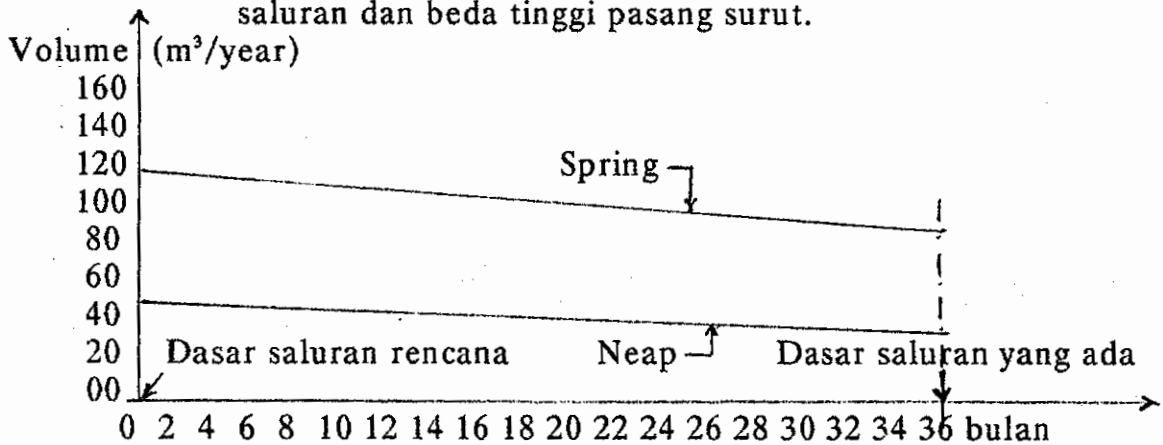 saluran dan beda tinggi pasang surut.
Volume (m³/year)
160
140
120
Spring
100
80
60
40
20 Dasar saluran rencana Neap Dasar saluran yang ada
00
0 2 4 6 8 10 12 14 16 18 20 22 24 26 28 30 32 34 36 bulan